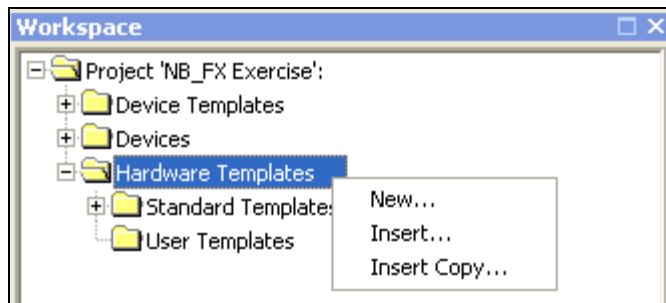 Workspace
Project 'NB_FX Exercise':
Device Templates
Devices
Hardware Templates
Standard Templates
User Templates
New...
Insert...
Insert Copy...